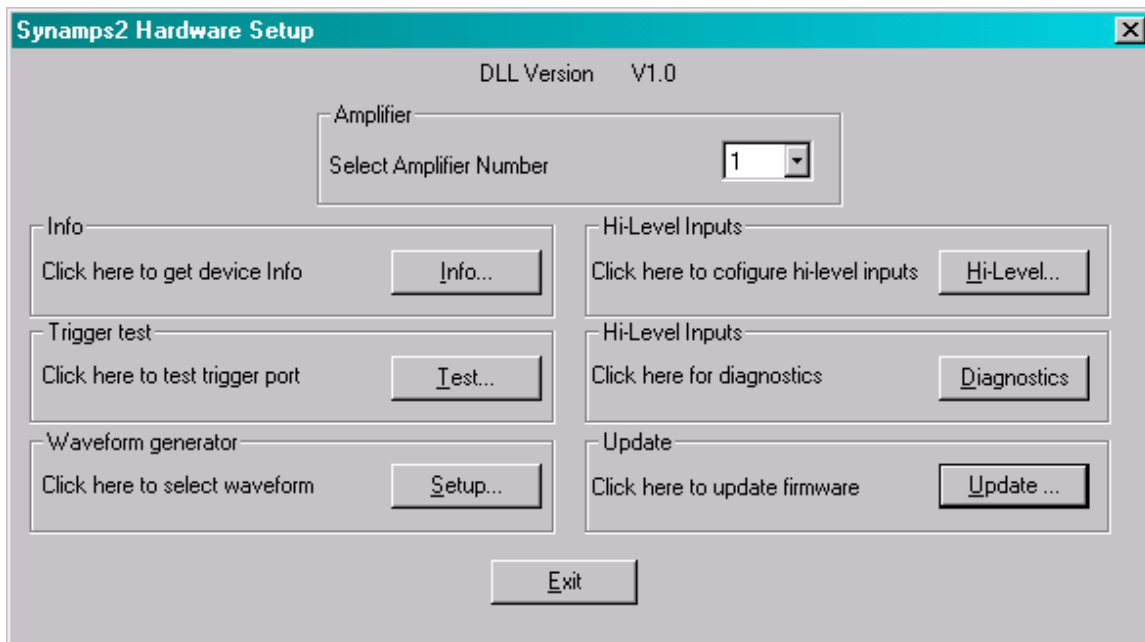 Synamps2 Hardware Setup
DLL Version V1.0
Amplifier
Select Amplifier Number 1
Info
Click here to get device Info Info...
Hi-Level Inputs
Click here to cofigure hi-level inputs Hi-Level...
Trigger test
Click here to test trigger port Test...
Hi-Level Inputs
Click here for diagnostics Diagnostics
Waveform generator
Click here to select waveform Setup...
Update
Click here to update firmware Update ...
Exit